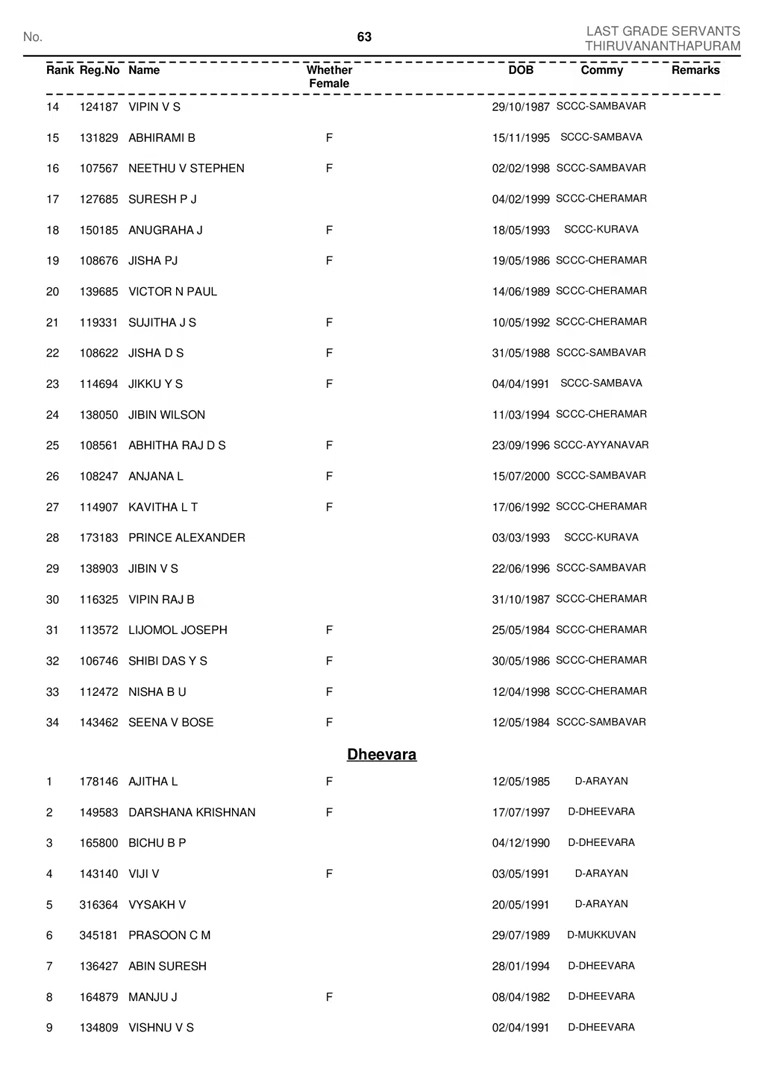 No. 63 LAST GRADE SERVANTS
THIRUVANANTHAPURAM
Rank Reg.No Name Whether DOB Commy Remarks
Female
14 124187 VIPIN V S 29/10/1987 SCCC-SAMBAVAR
15 131829 ABHIRAMI B F 15/11/1995 SCCC-SAMBAVA
16 107567 NEETHU V STEPHEN F 02/02/1998 SCCC-SAMBAVAR
17 127685 SURESH P J 04/02/1999 SCCC-CHERAMAR
18 150185 ANUGRAHA J F 18/05/1993 SCCC-KURAVA
19 108676 JISHA PJ F 19/05/1986 SCCC-CHERAMAR
20 139685 VICTOR N PAUL 14/06/1989 SCCC-CHERAMAR
21 119331 SUJITHA J S F 10/05/1992 SCCC-CHERAMAR
22 108622 JISHA D S F 31/05/1988 SCCC-SAMBAVAR
23 114694 JIKKU Y S F 04/04/1991 SCCC-SAMBAVA
24 138050 JIBIN WILSON 11/03/1994 SCCC-CHERAMAR
25 108561 ABHITHA RAJ D S F 23/09/1996 SCCC-AYYANAVAR
26 108247 ANJANA L F 15/07/2000 SCCC-SAMBAVAR
27 114907 KAVITHA L T F 17/06/1992 SCCC-CHERAMAR
28 173183 PRINCE ALEXANDER 03/03/1993 SCCC-KURAVA
29 138903 JIBIN V S 22/06/1996 SCCC-SAMBAVAR
30 116325 VIPIN RAJ B 31/10/1987 SCCC-CHERAMAR
31 113572 LIJOMOL JOSEPH F 25/05/1984 SCCC-CHERAMAR
32 106746 SHIBI DAS Y S F 30/05/1986 SCCC-CHERAMAR
33 112472 NISHA B U F 12/04/1998 SCCC-CHERAMAR
34 143462 SEENA V BOSE F 12/05/1984 SCCC-SAMBAVAR
Dheevara
1 178146 AJITHA L F 12/05/1985 D-ARAYAN
2 149583 DARSHANA KRISHNAN F 17/07/1997 D-DHEEVARA
3 165800 BICHU B P 04/12/1990 D-DHEEVARA
4 143140 VIJI V F 03/05/1991 D-ARAYAN
5 316364 VYSAKH V 20/05/1991 D-ARAYAN
6 345181 PRASOON C M 29/07/1989 D-MUKKUVAN
7 136427 ABIN SURESH 28/01/1994 D-DHEEVARA
8 164879 MANJU J F 08/04/1982 D-DHEEVARA
9 134809 VISHNU V S 02/04/1991 D-DHEEVARA